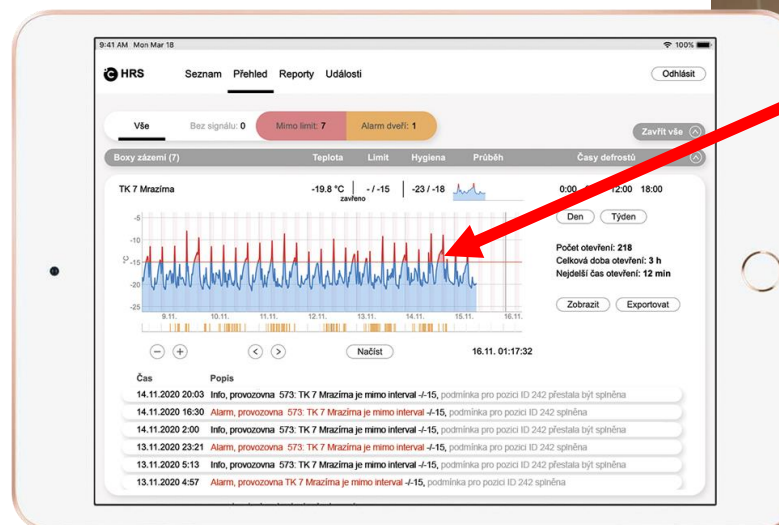 9:41 AM Mon Mar 18
100%
HRS Seznam Přehled Reporty Události Odhlásit
Vše Bez signálu: 0 Mimo limit: 7 Alarm dveří: 1
Zavřít vše
Boxy zázemí (7) Teplota Limit Hygiena Průběh Časy defrostů
TK 7 Mrazírna -19.8 °C - / -15 -23 / -18 0:00 12:00 18:00
zavřeno
Den Týden
-5
-10
°C -15
-20
-25
Počet otevření: 218
Celková doba otevření: 3 h
Nejdelší čas otevření: 12 min
Zobrazit Exportovat
9.11. 10.11. 11.11. 12.11. 13.11. 14.11. 15.11. 16.11.
Načíst 16.11. 01:17:32
Čas Popis
14.11.2020 20:03 Info, provozovna 573: TK 7 Mrazírna je mimo interval -/-15, podmínka pro pozici ID 242 přestala být splněna
14.11.2020 16:30 Alarm, provozovna 573: TK 7 Mrazírna je mimo interval -/-15, podmínka pro pozici ID 242 splněna
14.11.2020 2:00 Info, provozovna 573: TK 7 Mrazírna je mimo interval -/-15, podmínka pro pozici ID 242 přestala být splněna
13.11.2020 23:21 Alarm, provozovna 573: TK 7 Mrazírna je mimo interval -/-15, podmínka pro pozici ID 242 splněna
13.11.2020 5:13 Info, provozovna 573: TK 7 Mrazírna je mimo interval -/-15, podmínka pro pozici ID 242 přestala být splněna
13.11.2020 4:57 Alarm, provozovna TK 7 Mrazírna je mimo interval -/-15, podmínka pro pozici ID 242 splněna